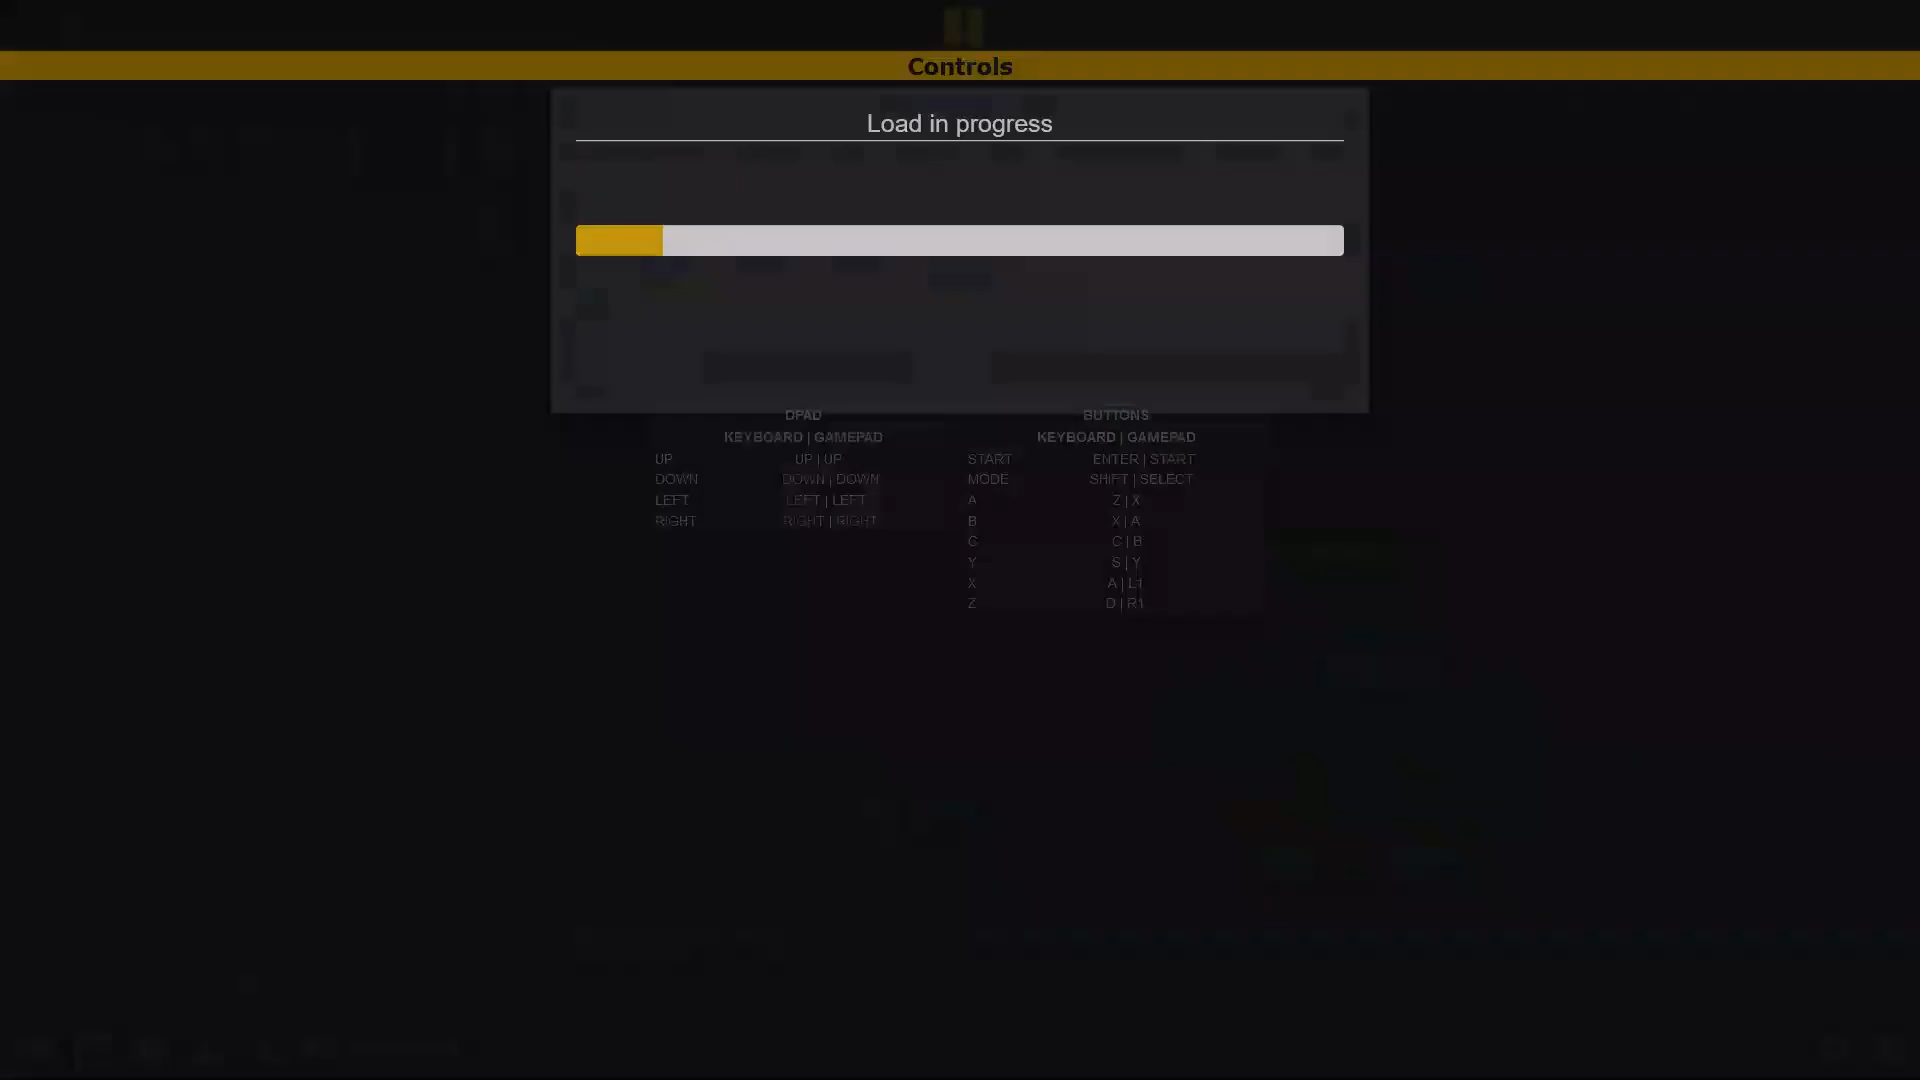 Controls
Load in progress
DPAD
KEYBOARD | GAMEPAD
UP UP | UP
DOWN DOWN | DOWN
LEFT LEFT | LEFT
RIGHT RIGHT | RIGHT
BUTTONS
KEYBOARD | GAMEPAD
START ENTER | START
MODE SHIFT | SELECT
A Z | X
B X | A
C C | B
Y S | Y
X A | L1
Z D | R1